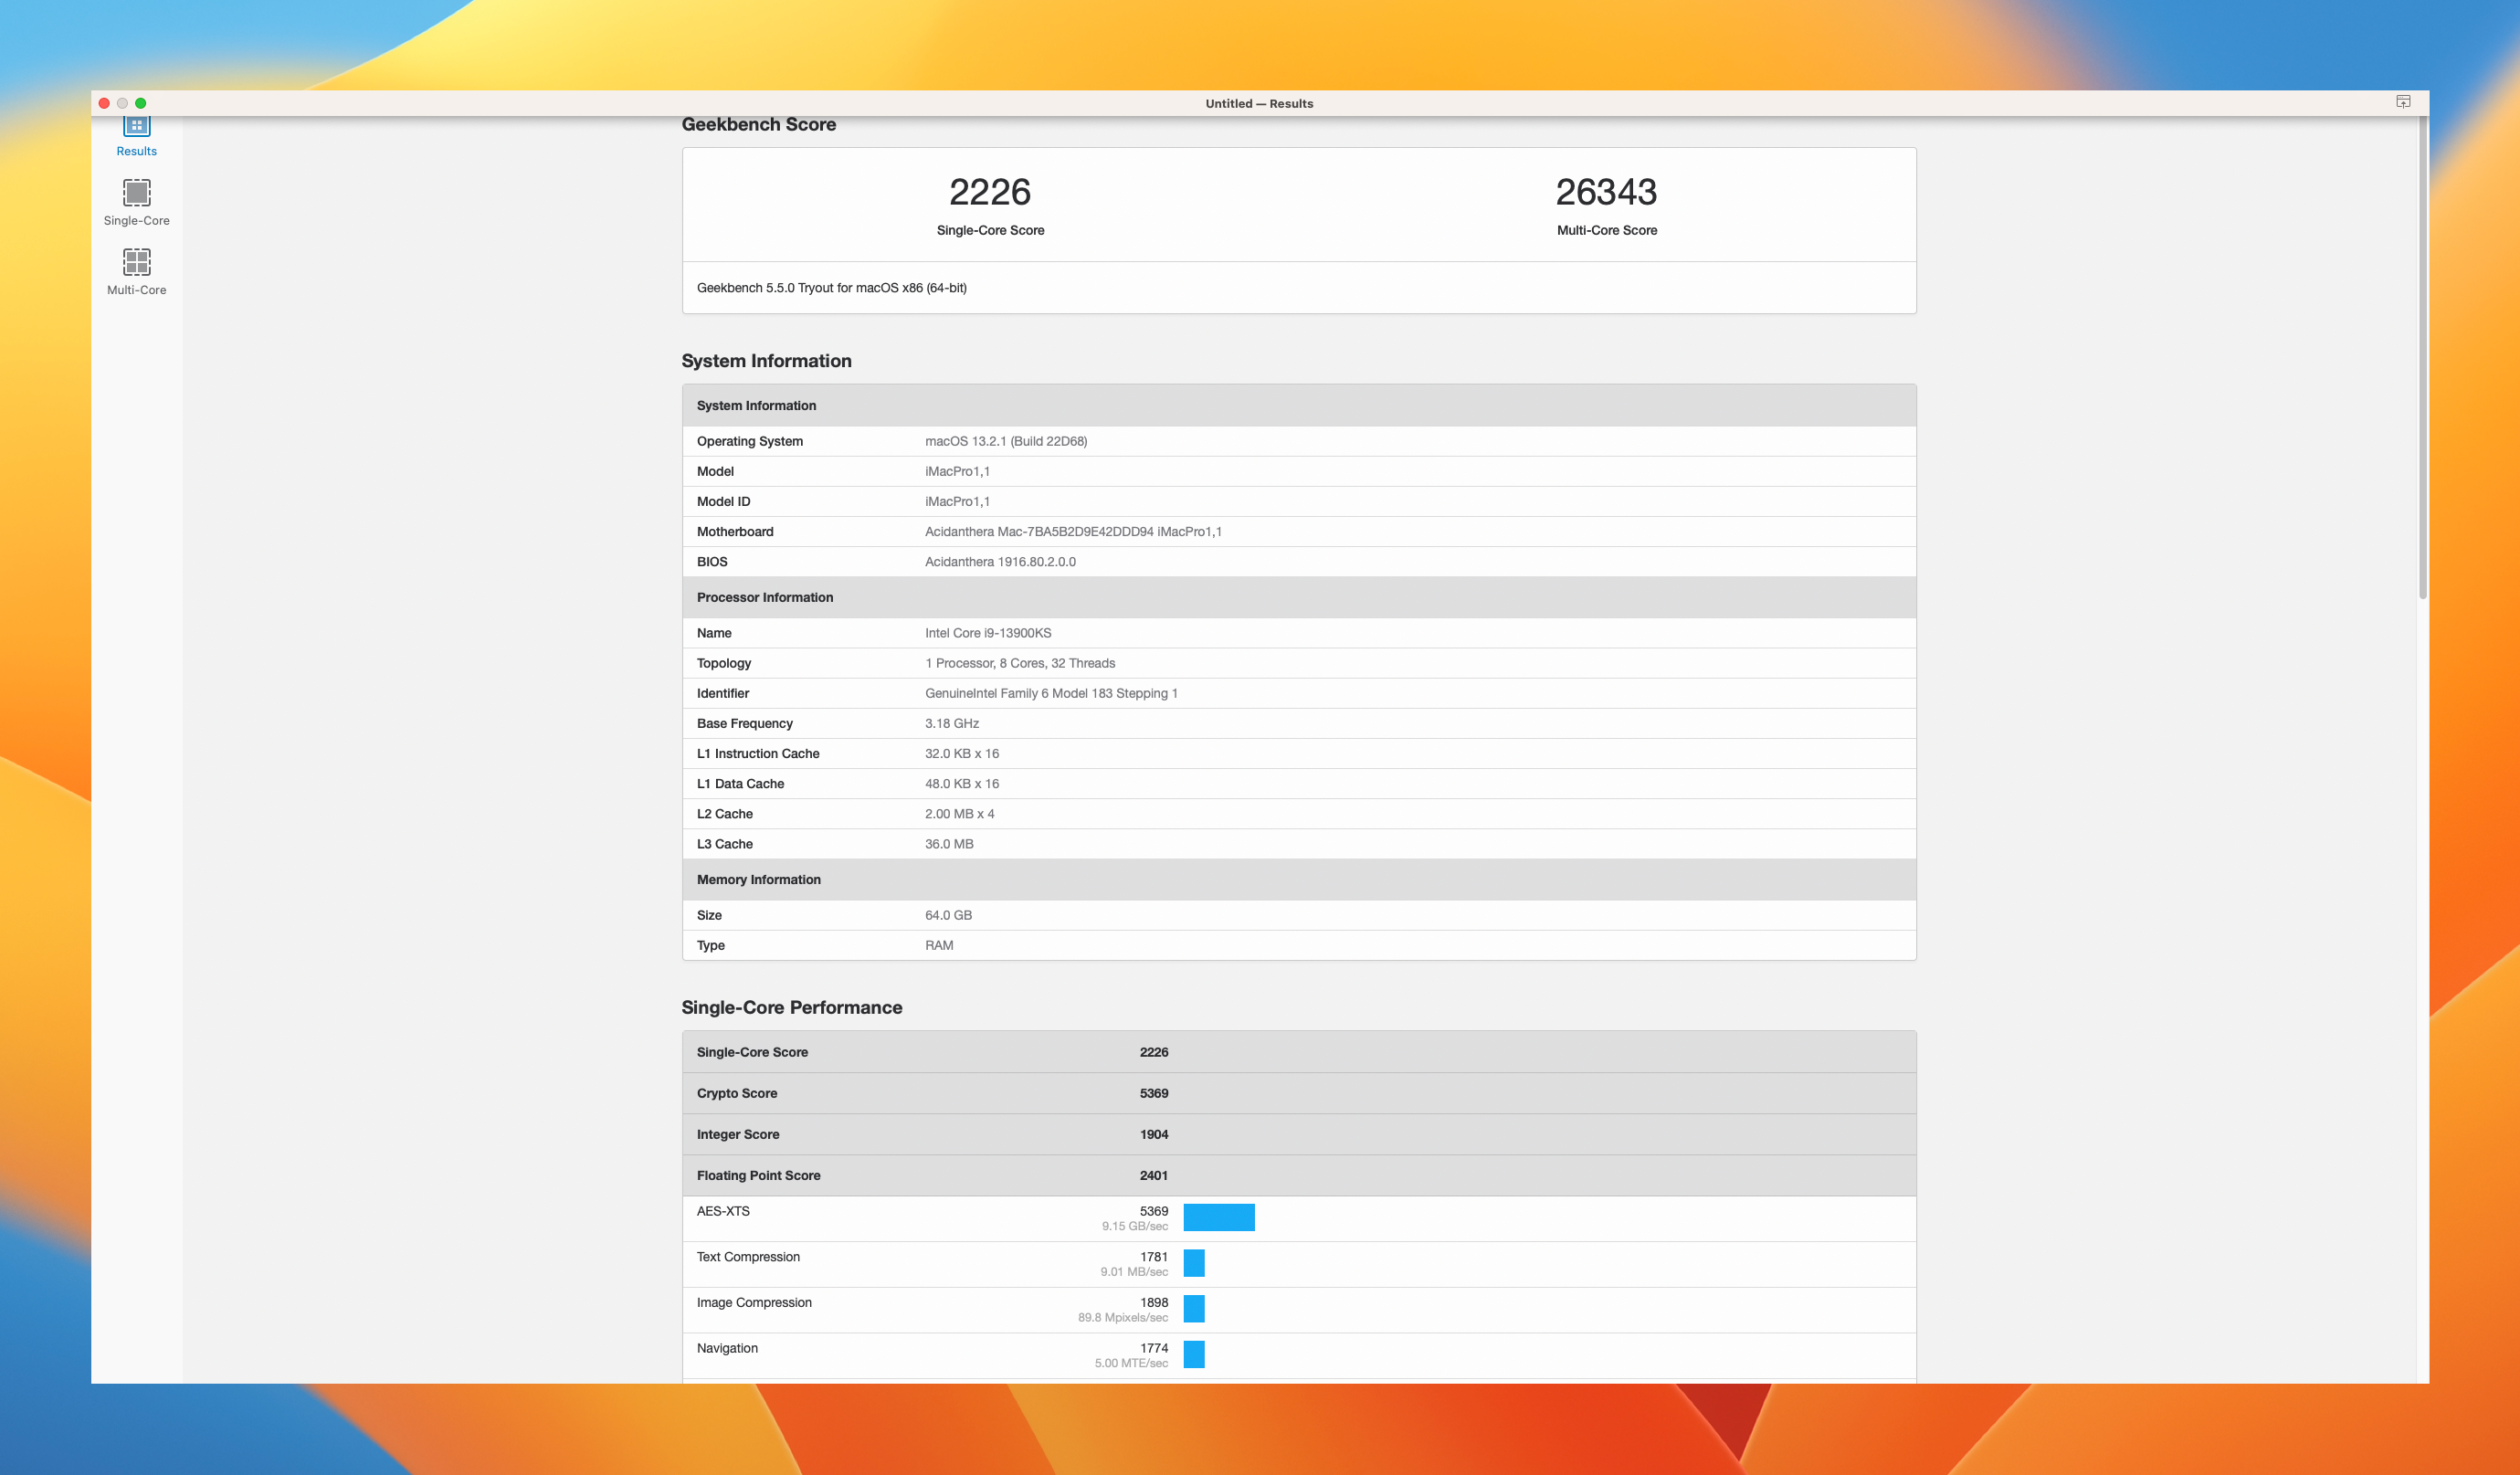 Untitled — Results
Results
Single-Core
Multi-Core
Geekbench Score
2226 26343
Single-Core Score Multi-Core Score
Geekbench 5.5.0 Tryout for macOS x86 (64-bit)
System Information
System Information
Operating System macOS 13.2.1 (Build 22D68)
Model iMacPro1,1
Model ID iMacPro1,1
Motherboard Acidanthera Mac-7BA5B2D9E42DDD94 iMacPro1,1
BIOS Acidanthera 1916.80.2.0.0
Processor Information
Name Intel Core i9-13900KS
Topology 1 Processor, 8 Cores, 32 Threads
Identifier GenuineIntel Family 6 Model 183 Stepping 1
Base Frequency 3.18 GHz
L1 Instruction Cache 32.0 KB x 16
L1 Data Cache 48.0 KB x 16
L2 Cache 2.00 MB x 4
L3 Cache 36.0 MB
Memory Information
Size 64.0 GB
Type RAM
Single-Core Performance
Single-Core Score 2226
Crypto Score 5369
Integer Score 1904
Floating Point Score 2401
AES-XTS 5369
9.15 GB/sec
Text Compression 1781
9.01 MB/sec
Image Compression 1898
89.8 Mpixels/sec
Navigation 1774
5.00 MTE/sec